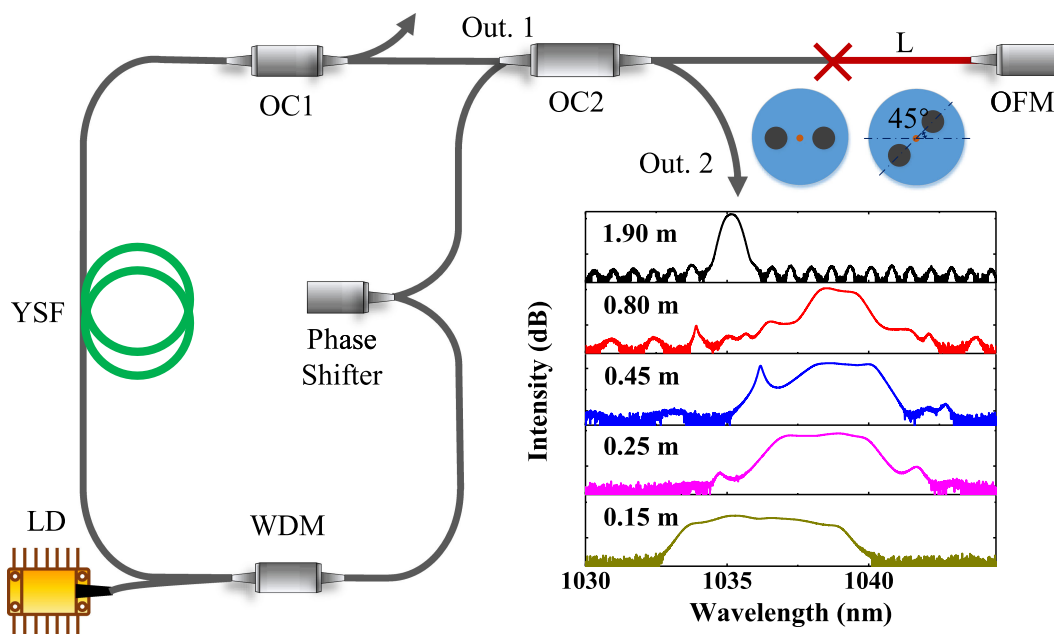 Out. 1
L
OC1
OC2
OFM
45°
Out. 2
YSF
Phase
Shifter
LD
WDM
1.90 m
0.80 m
0.45 m
0.25 m
0.15 m
Intensity (dB)
1030
1035
1040
Wavelength (nm)